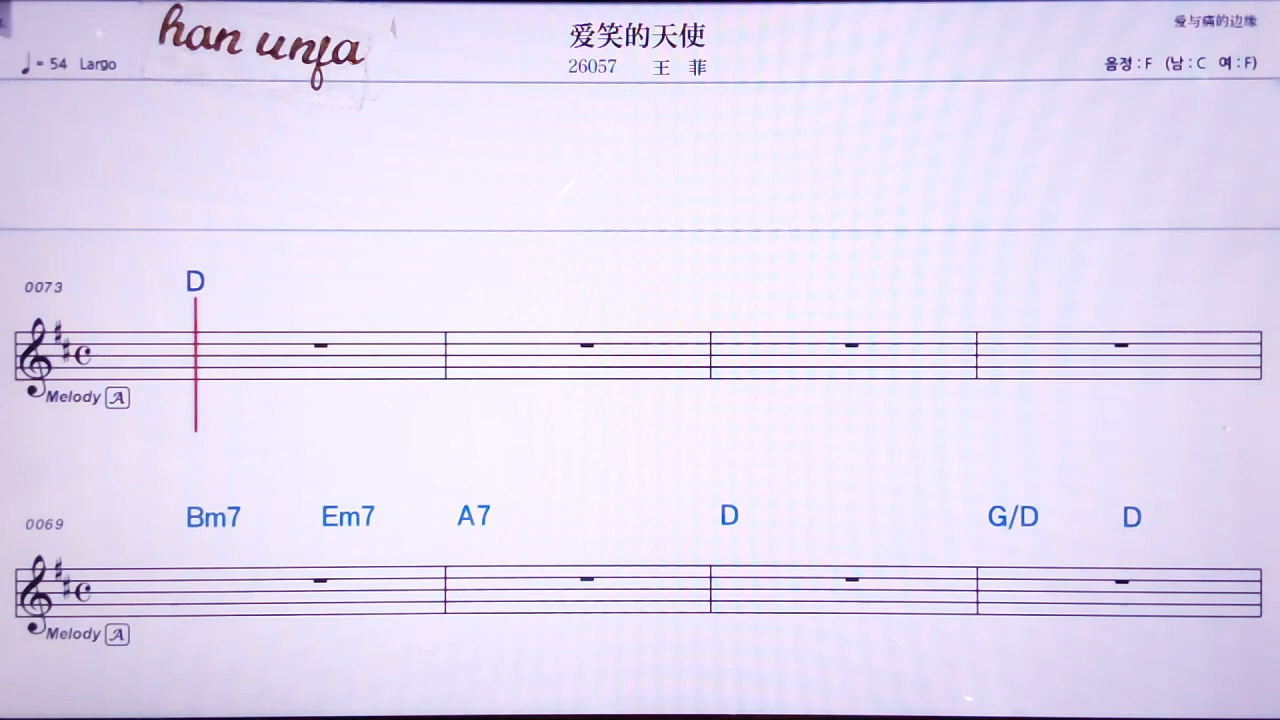 han unfa
爱笑的天使
爱与痛的边缘
♩= 54 Largo
26057 王 菲
음정 : F (남 : C 여 : F)
0073
D
Melody A
0069
Bm7 Em7 A7 D G/D D
Melody A